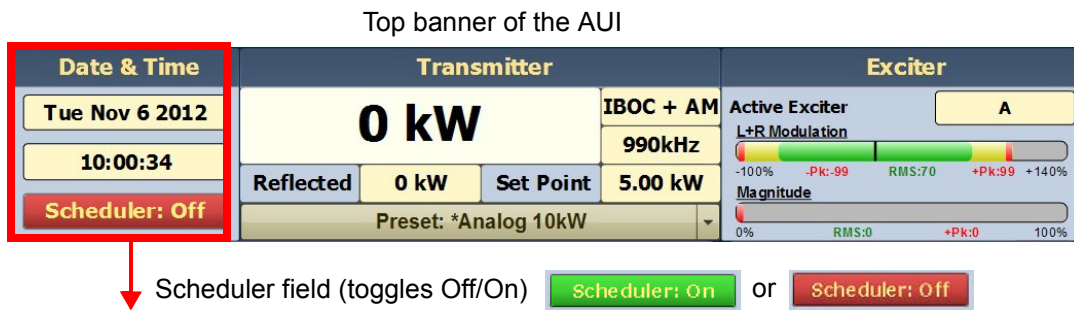 Top banner of the AUI
Date & Time
Transmitter
Exciter
Tue Nov 6 2012
10:00:34
Scheduler: Off
0 kW
IBOC + AM
990kHz
Reflected 0 kW Set Point 5.00 kW
Preset: *Analog 10kW
Active Exciter A
L+R Modulation
-100% -Pk:-99 RMS:70 +Pk:99 +140%
Magnitude
0% RMS:0 +Pk:0 100%
Scheduler field (toggles Off/On) Scheduler: On or Scheduler: Off